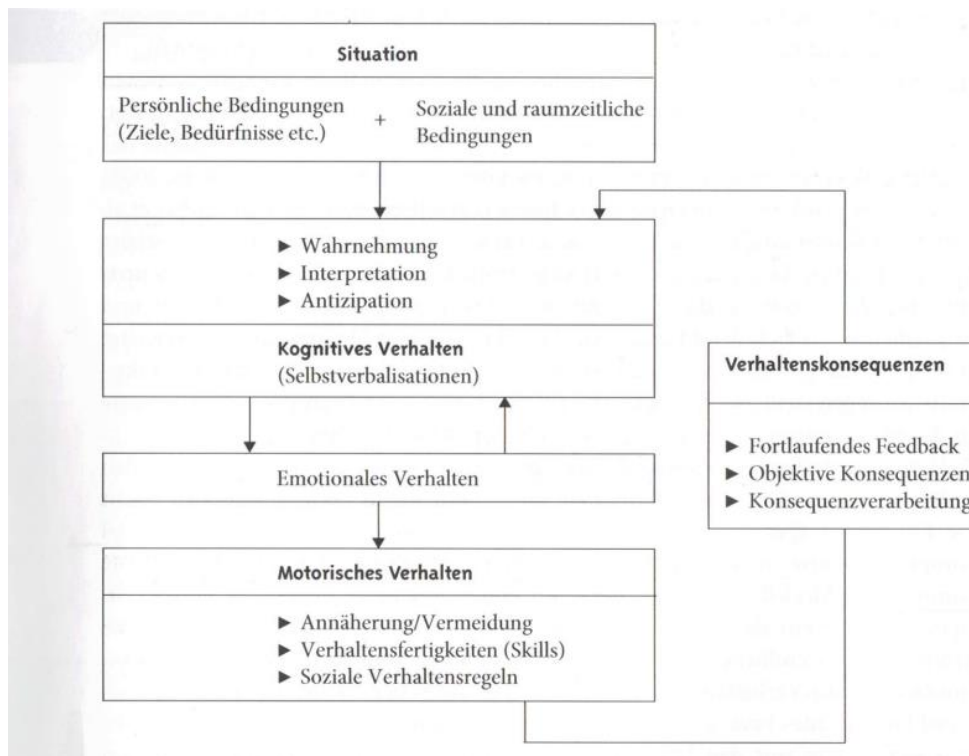 Situation
Persönliche Bedingungen
(Ziele, Bedürfnisse etc.)
+
Soziale und raumzeitliche
Bedingungen
► Wahrnehmung
► Interpretation
► Antizipation
Kognitives Verhalten
(Selbstverbalisationen)
Emotionales Verhalten
Motorisches Verhalten
► Annäherung/Vermeidung
► Verhaltensfertigkeiten (Skills)
► Soziale Verhaltensregeln
Verhaltenskonsequenzen
► Fortlaufendes Feedback
► Objektive Konsequenzen
► Konsequenzverarbeitung